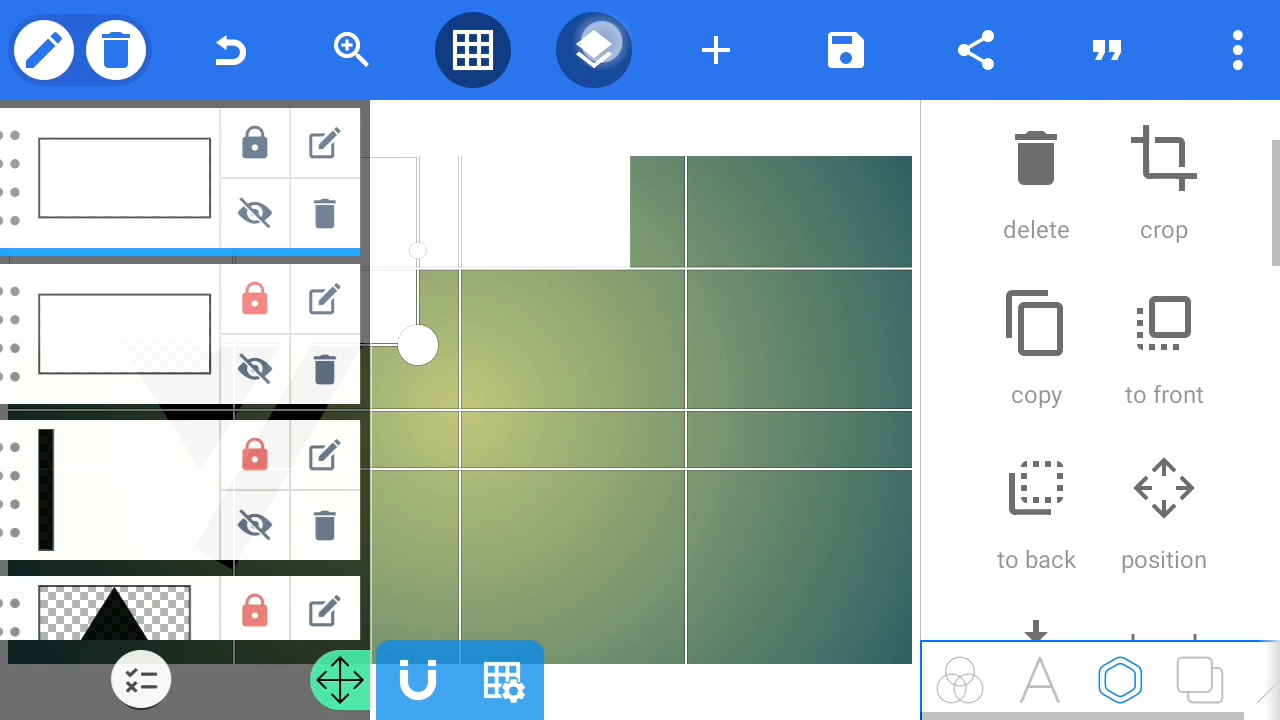 delete
crop
copy
to front
to back
position